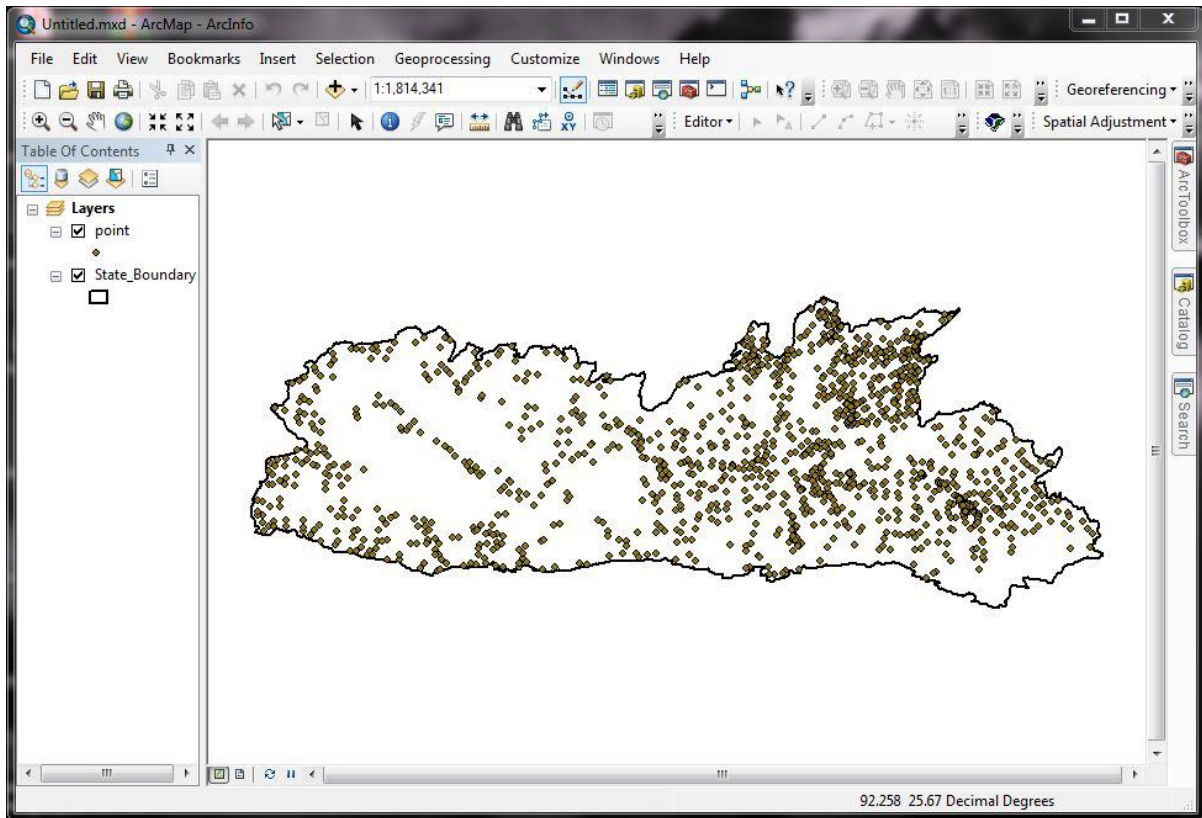 Untitled.mxd - ArcMap - ArcInfo
File Edit View Bookmarks Insert Selection Geoprocessing Customize Windows Help
1:1,814,341
Georeferencing
Editor
Spatial Adjustment
Table Of Contents
Layers
point
State_Boundary
ArcToolbox
Catalog
Search
92.258 25.67 Decimal Degrees